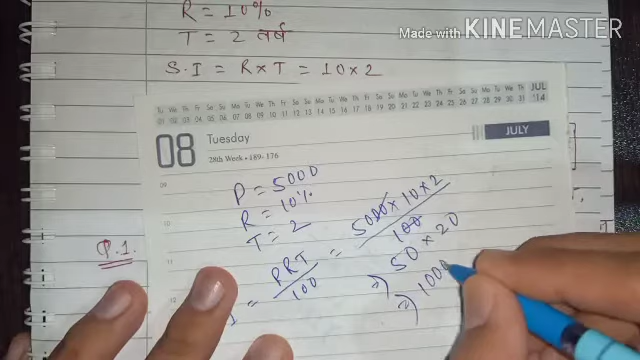 Made with KINEMASTER
R = 10%
T = 2 वर्ष
S.I = R×T = 10×2
Tu We Th Fr Sa Su Mo Tu We Th Fr Sa Su Mo Tu We Th Fr Sa Su Mo Tu We Th Fr Sa Su Mo Tu We Th JUL
01 02 03 04 05 06 07 08 09 10 11 12 13 14 15 16 17 18 19 20 21 22 23 24 25 26 27 28 29 30 31 '14
08 Tuesday JULY
28th Week • 189-176
09
P = 5000
R = 10%
10
T = 2
11
P.1
12
= PRT/100 = 5000×10×2/100
⇒ 50 × 20
⇒ 1000